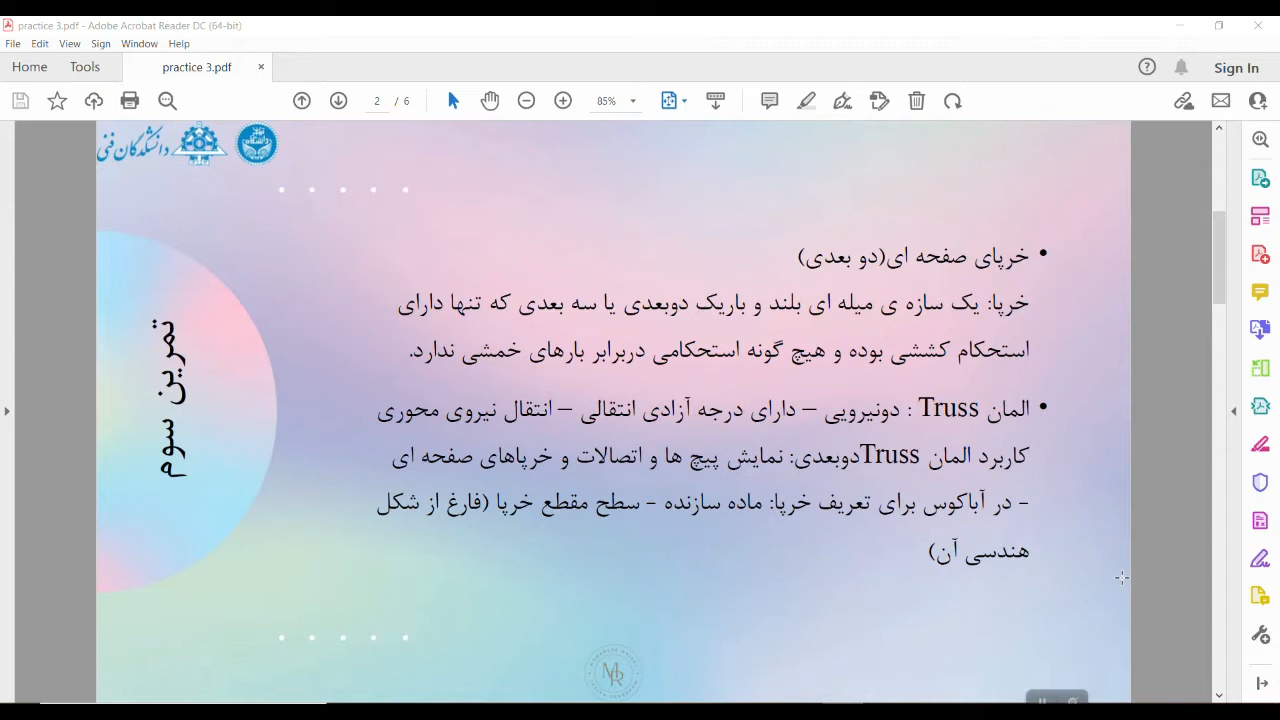 practice 3.pdf - Adobe Acrobat Reader DC (64-bit)
File Edit View Sign Window Help
Home Tools practice 3.pdf × Sign In
2 / 6 85%
دانشکدگان فنی
• خرپای صفحه ای(دو بعدی)
خرپا: یک سازه ی میله ای بلند و باریک دوبعدی یا سه بعدی که تنها دارای
استحکام کششی بوده و هیچ گونه استحکامی دربرابر بارهای خمشی ندارد.
• المان Truss : دونیرویی – دارای درجه آزادی انتقالی – انتقال نیروی محوری
کاربرد المان Trussدوبعدی: نمایش پیچ ها و اتصالات و خرپاهای صفحه ای
- در آباکوس برای تعریف خرپا: ماده سازنده - سطح مقطع خرپا (فارغ از شکل
هندسی آن)
تمرین سوم
MR